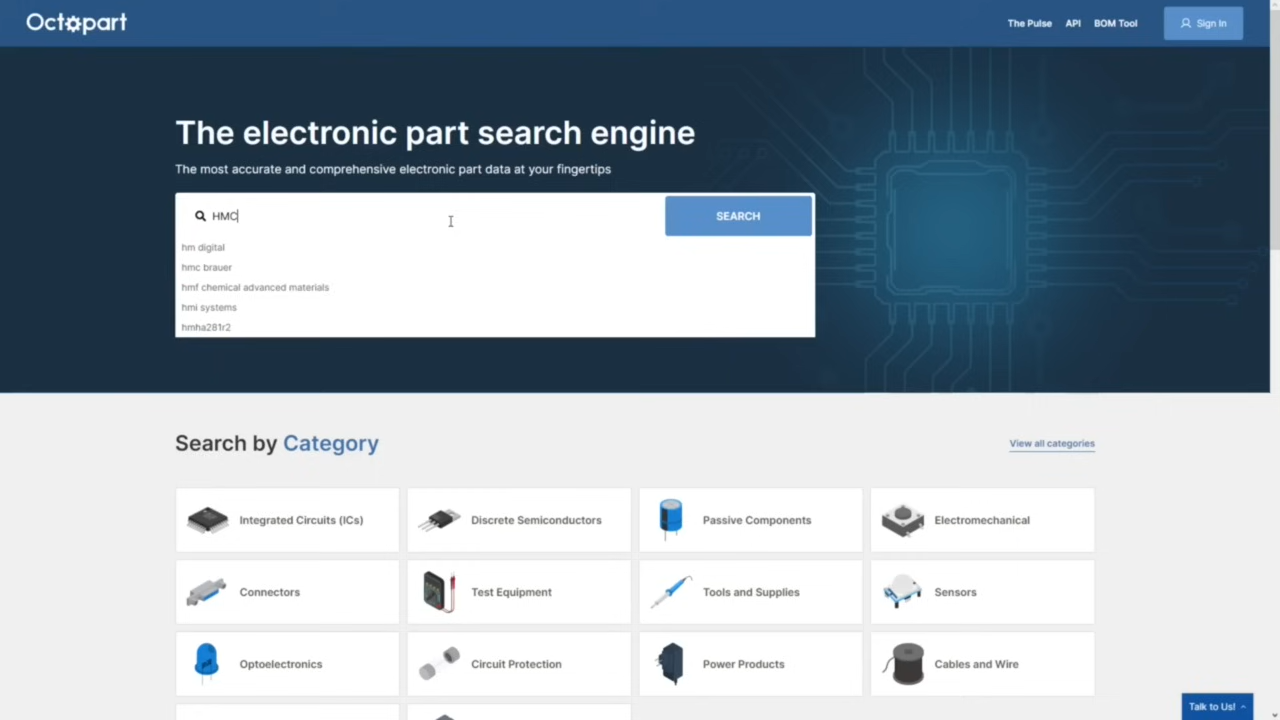 Octopart
The Pulse API BOM Tool Sign In
The electronic part search engine
The most accurate and comprehensive electronic part data at your fingertips
HMC SEARCH
hm digital
hmc brauer
hmf chemical advanced materials
hmi systems
hmha281r2
Search by Category View all categories
Integrated Circuits (ICs) Discrete Semiconductors Passive Components Electromechanical
Connectors Test Equipment Tools and Supplies Sensors
Optoelectronics Circuit Protection Power Products Cables and Wire
Talk to Us!